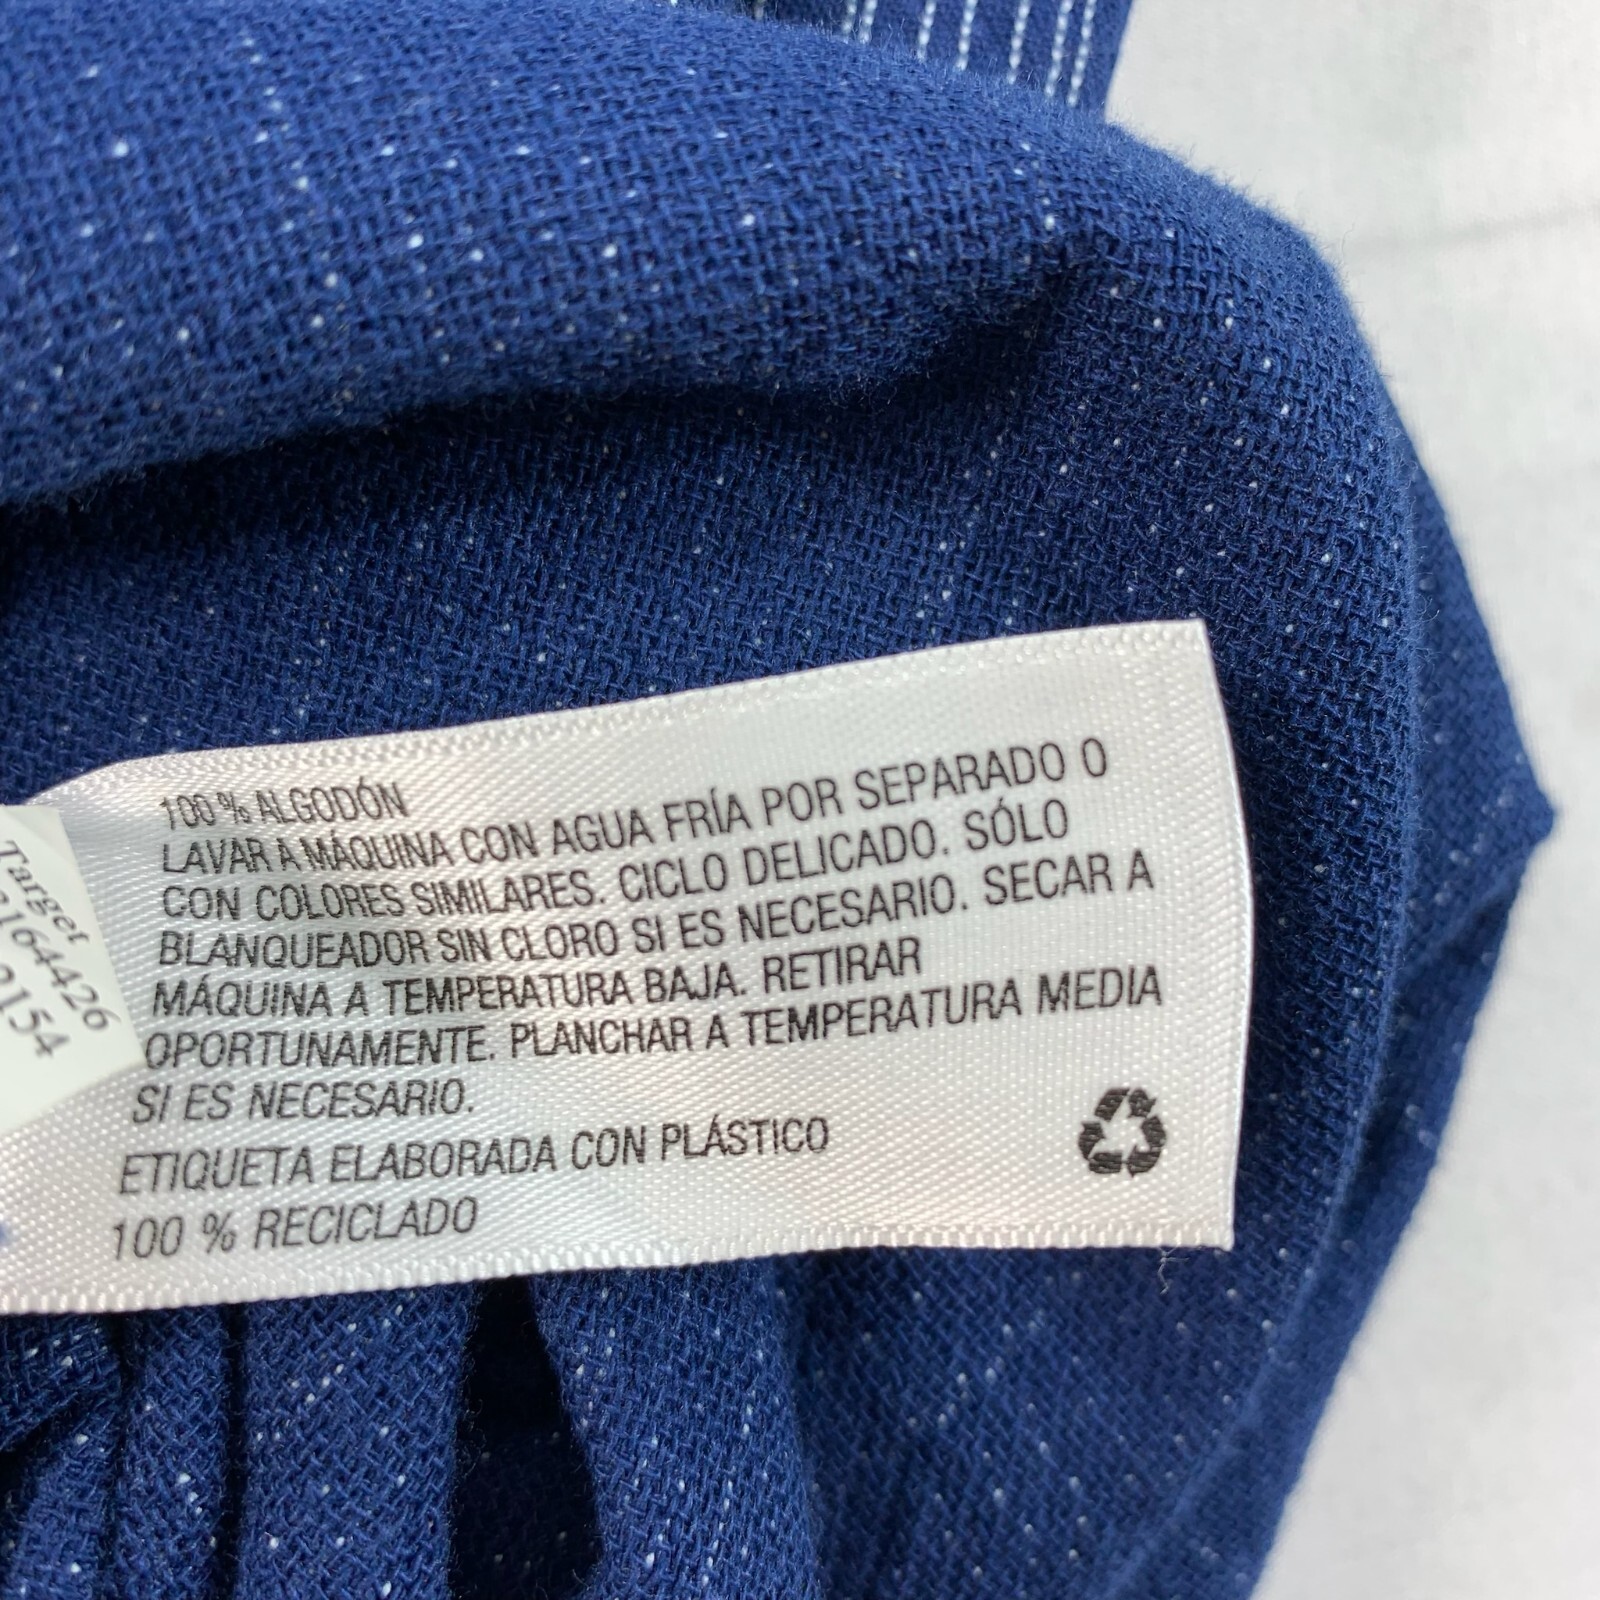 100 % ALGODÓN
LAVAR A MÁQUINA CON AGUA FRÍA POR SEPARADO O
CON COLORES SIMILARES. CICLO DELICADO. SÓLO
BLANQUEADOR SIN CLORO SI ES NECESARIO. SECAR A
MÁQUINA A TEMPERATURA BAJA. RETIRAR
OPORTUNAMENTE. PLANCHAR A TEMPERATURA MEDIA
SI ES NECESARIO.
ETIQUETA ELABORADA CON PLÁSTICO
100 % RECICLADO
Target